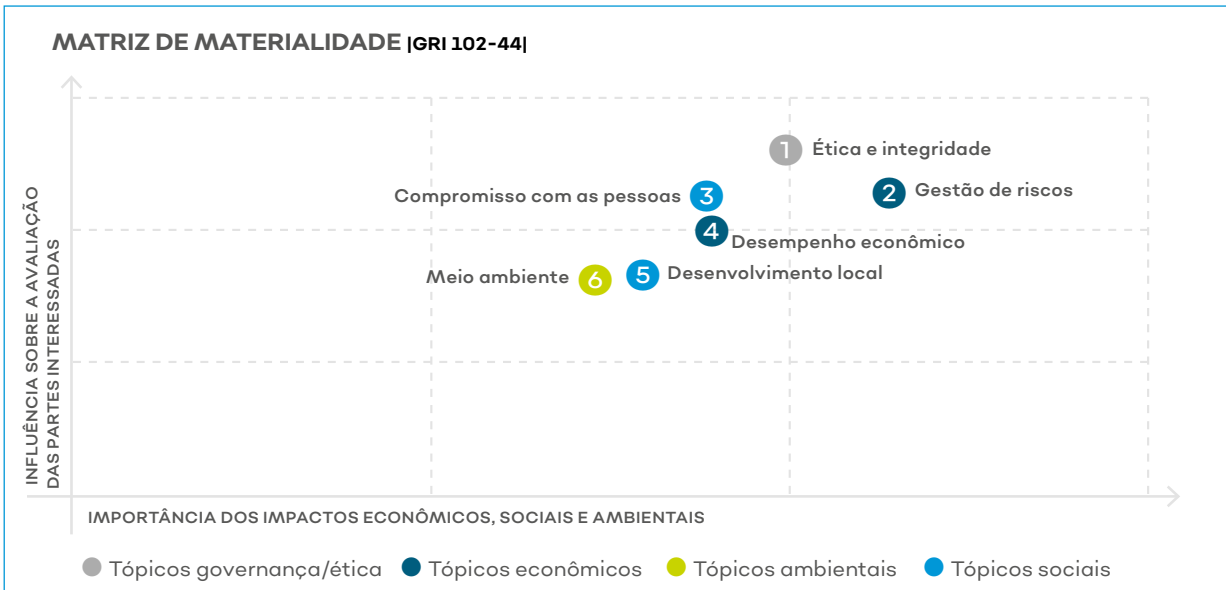 MATRIZ DE MATERIALIDADE |GRI 102-44|
INFLUÊNCIA SOBRE A AVALIAÇÃO
DAS PARTES INTERESSADAS
1 Ética e integridade
Compromisso com as pessoas 3
2 Gestão de riscos
4 Desempenho econômico
Meio ambiente 6
5 Desenvolvimento local
IMPORTÂNCIA DOS IMPACTOS ECONÔMICOS, SOCIAIS E AMBIENTAIS
Tópicos governança/ética Tópicos econômicos Tópicos ambientais Tópicos sociais